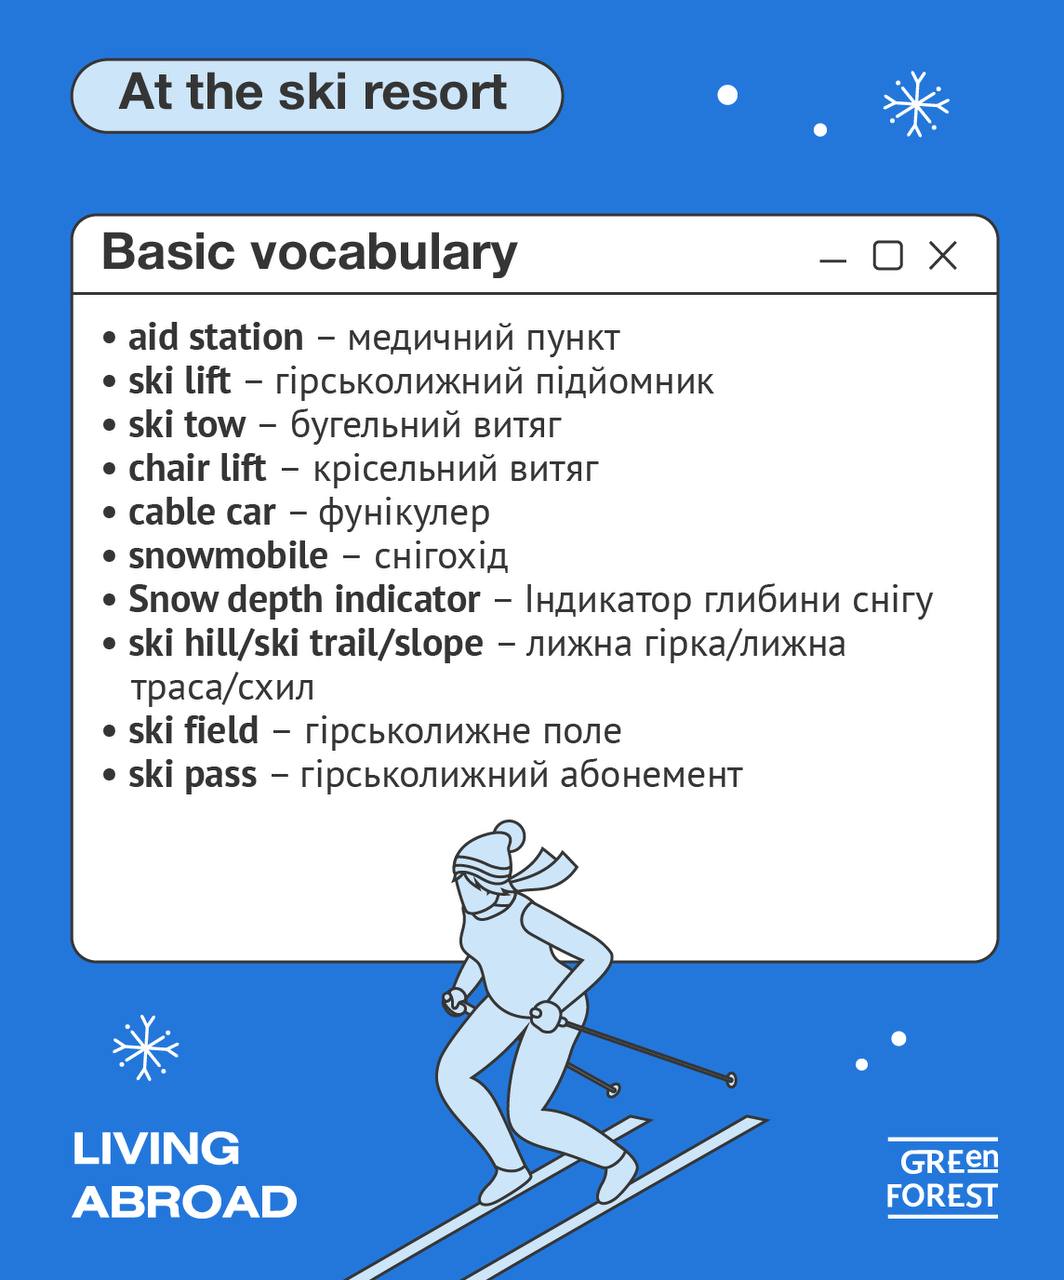 At the ski resort
Basic vocabulary
• aid station – медичний пункт
• ski lift – гірськолижний підйомник
• ski tow – бугельний витяг
• chair lift – крісельний витяг
• cable car – фунікулер
• snowmobile – снігохід
• Snow depth indicator – Індикатор глибини снігу
• ski hill/ski trail/slope – лижна гірка/лижна
траса/схил
• ski field – гірськолижне поле
• ski pass – гірськолижний абонемент
LIVING
ABROAD
GREen
FOREST